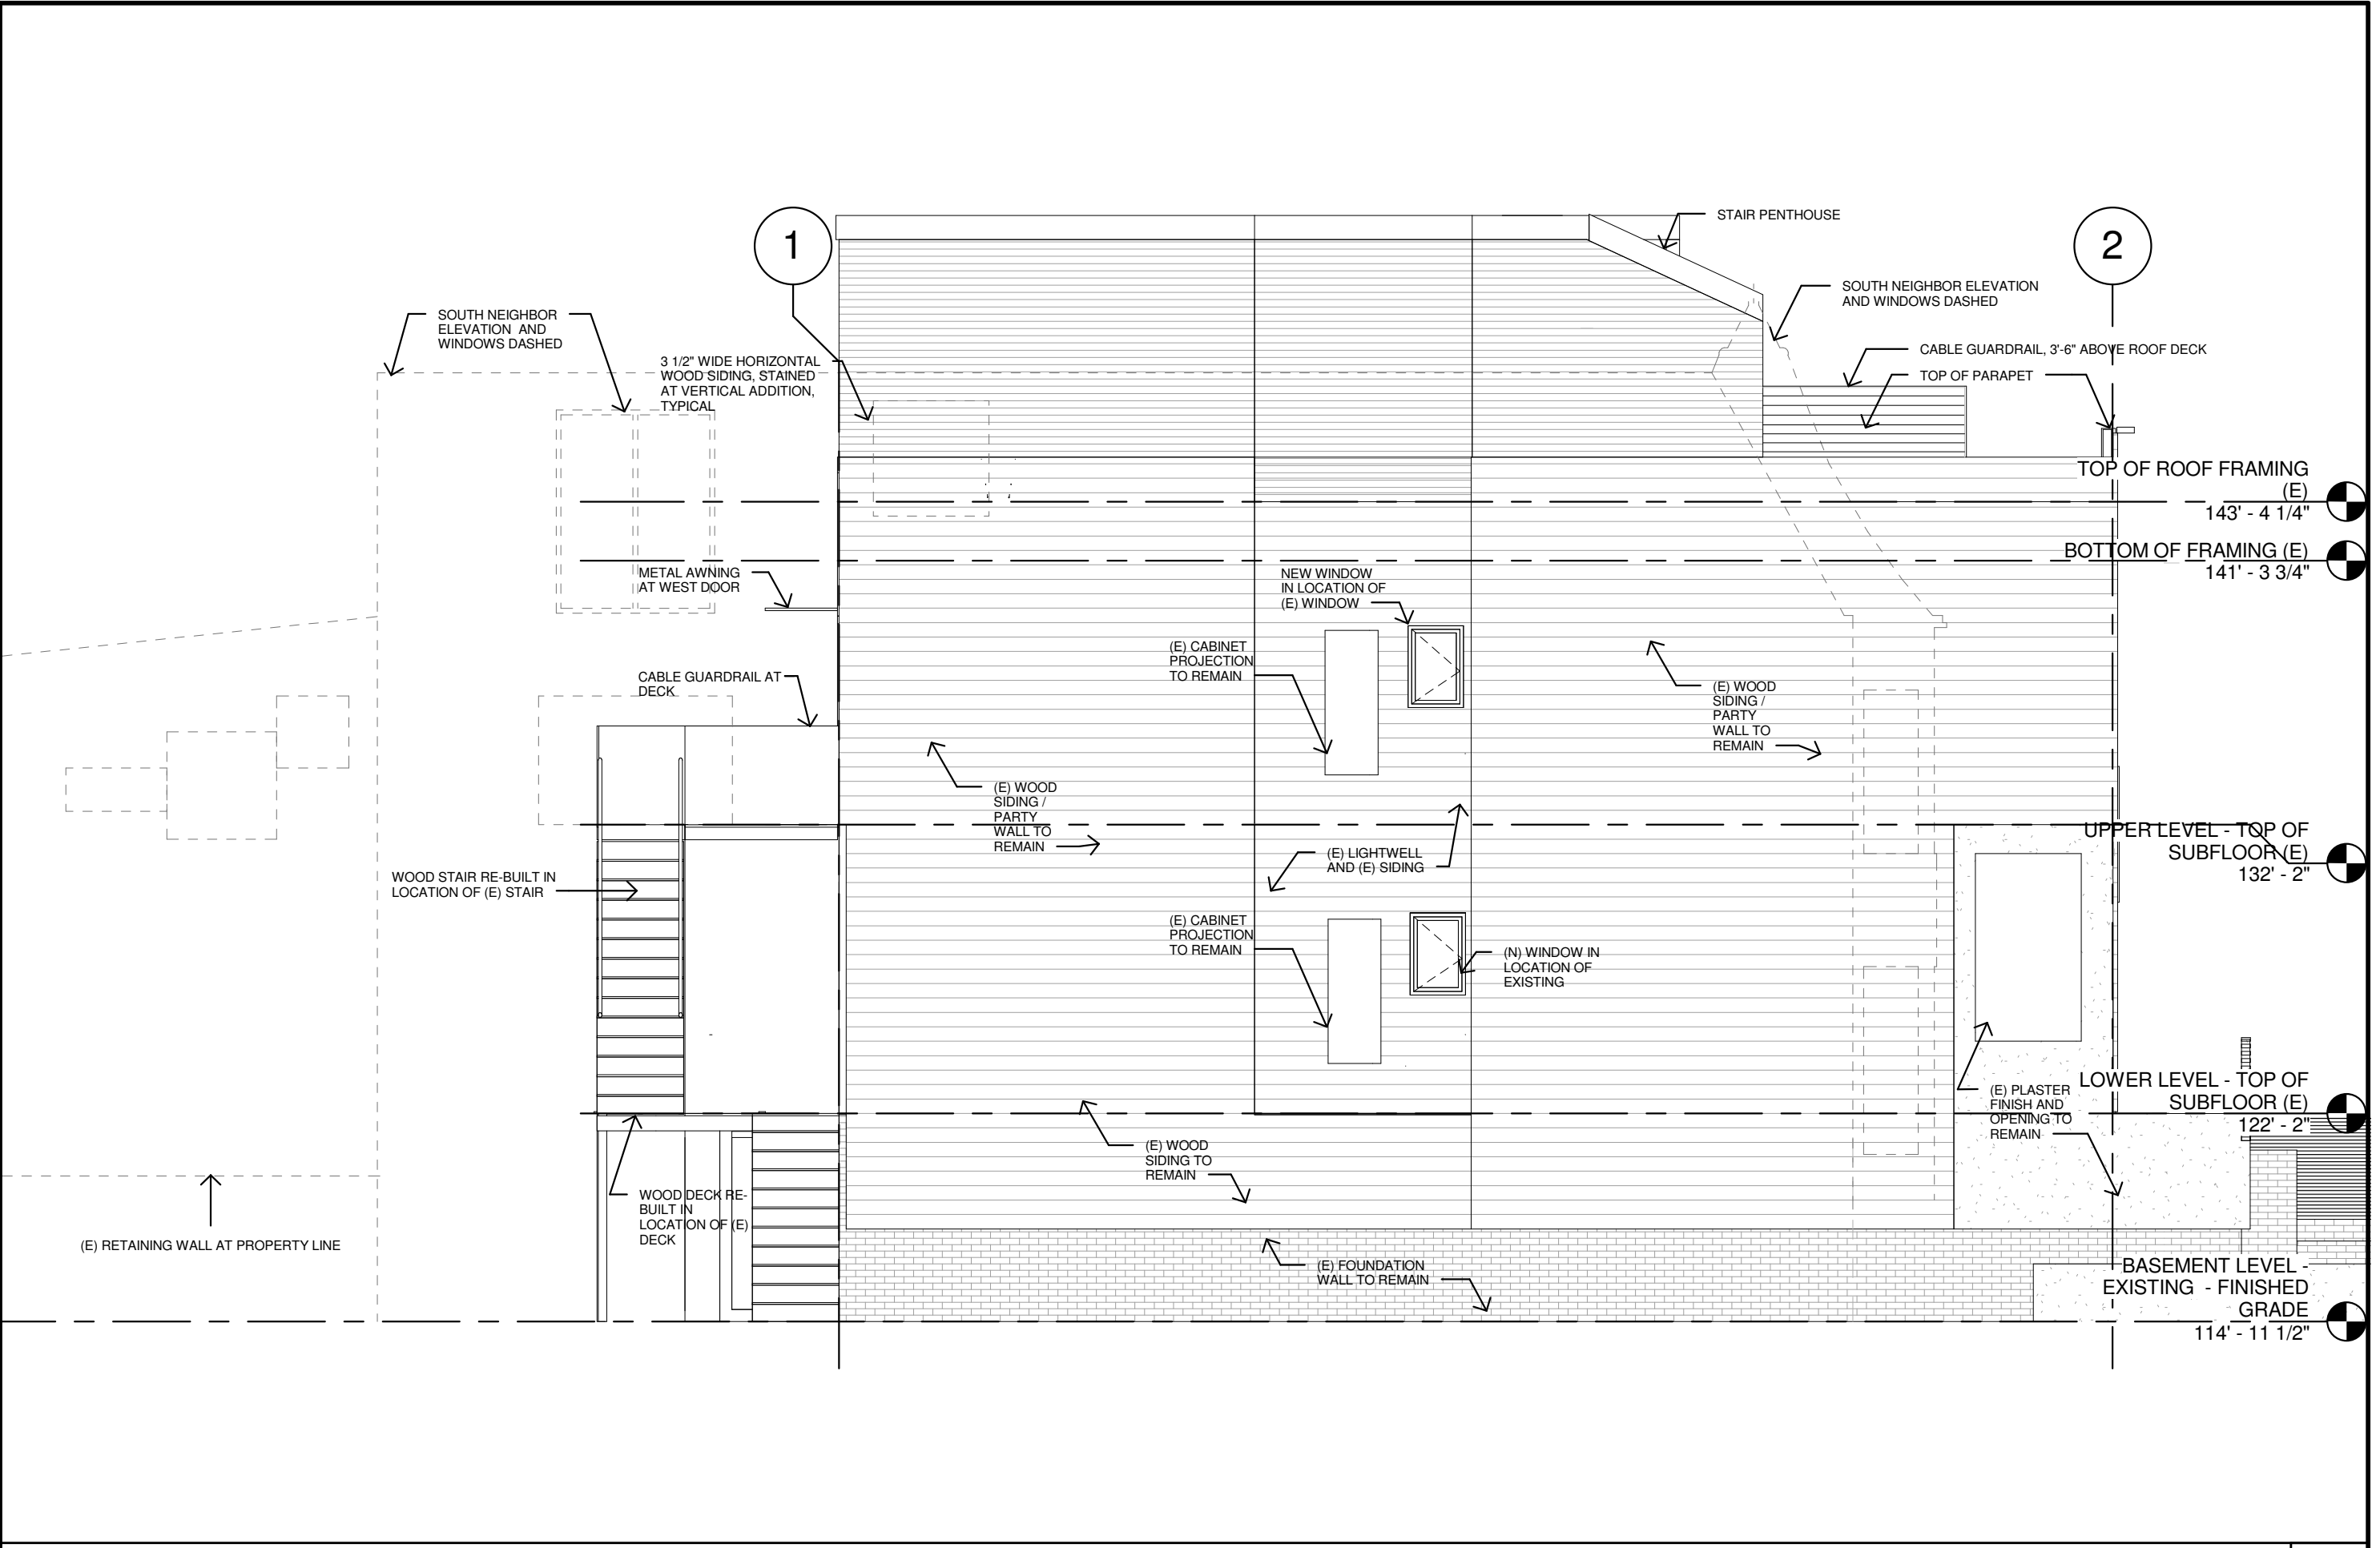 1
2
STAIR PENTHOUSE
SOUTH NEIGHBOR ELEVATION
AND WINDOWS DASHED
SOUTH NEIGHBOR
ELEVATION AND
WINDOWS DASHED
3 1/2" WIDE HORIZONTAL
WOOD SIDING, STAINED
AT VERTICAL ADDITION,
TYPICAL
CABLE GUARDRAIL, 3'-6" ABOVE ROOF DECK
TOP OF PARAPET
TOP OF ROOF FRAMING
(E)
143' - 4 1/4"
BOTTOM OF FRAMING (E)
141' - 3 3/4"
METAL AWNING
AT WEST DOOR
NEW WINDOW
IN LOCATION OF
(E) WINDOW
(E) CABINET
PROJECTION
TO REMAIN
CABLE GUARDRAIL AT
DECK
(E) WOOD
SIDING /
PARTY
WALL TO
REMAIN
(E) WOOD
SIDING /
PARTY
WALL TO
REMAIN
UPPER LEVEL - TOP OF
SUBFLOOR (E)
132' - 2"
(E) LIGHTWELL
AND (E) SIDING
WOOD STAIR RE-BUILT IN
LOCATION OF (E) STAIR
(E) CABINET
PROJECTION
TO REMAIN
(N) WINDOW IN
LOCATION OF
EXISTING
(E) PLASTER
FINISH AND
OPENING TO
REMAIN
LOWER LEVEL - TOP OF
SUBFLOOR (E)
122' - 2"
(E) WOOD
SIDING TO
REMAIN
WOOD DECK RE-
BUILT IN
LOCATION OF (E)
DECK
(E) RETAINING WALL AT PROPERTY LINE
(E) FOUNDATION
WALL TO REMAIN
BASEMENT LEVEL -
EXISTING - FINISHED
GRADE
114' - 11 1/2"